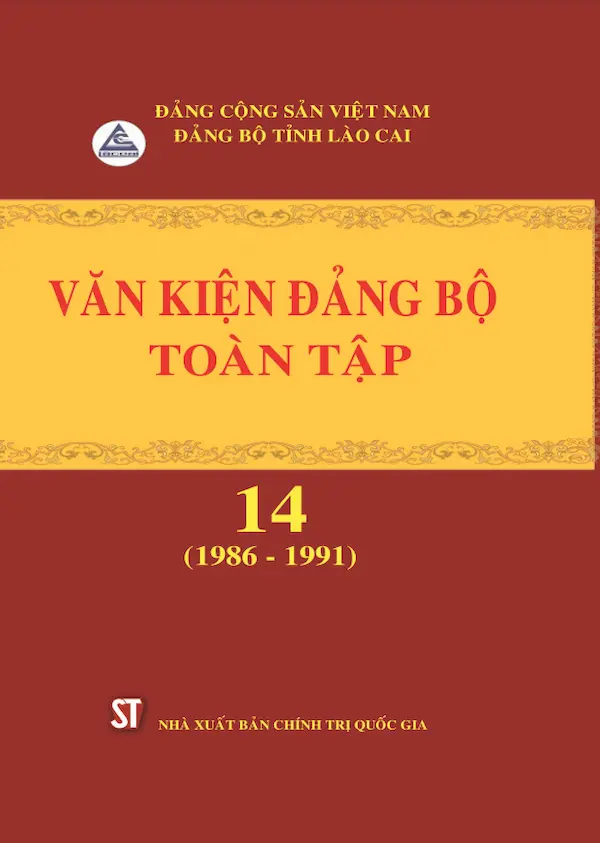 ĐẢNG CỘNG SẢN VIỆT NAM
ĐẢNG BỘ TỈNH LÀO CAI
LAOCAI
VĂN KIỆN ĐẢNG BỘ
TOÀN TẬP
14
(1986 - 1991)
ST
NHÀ XUẤT BẢN CHÍNH TRỊ QUỐC GIA